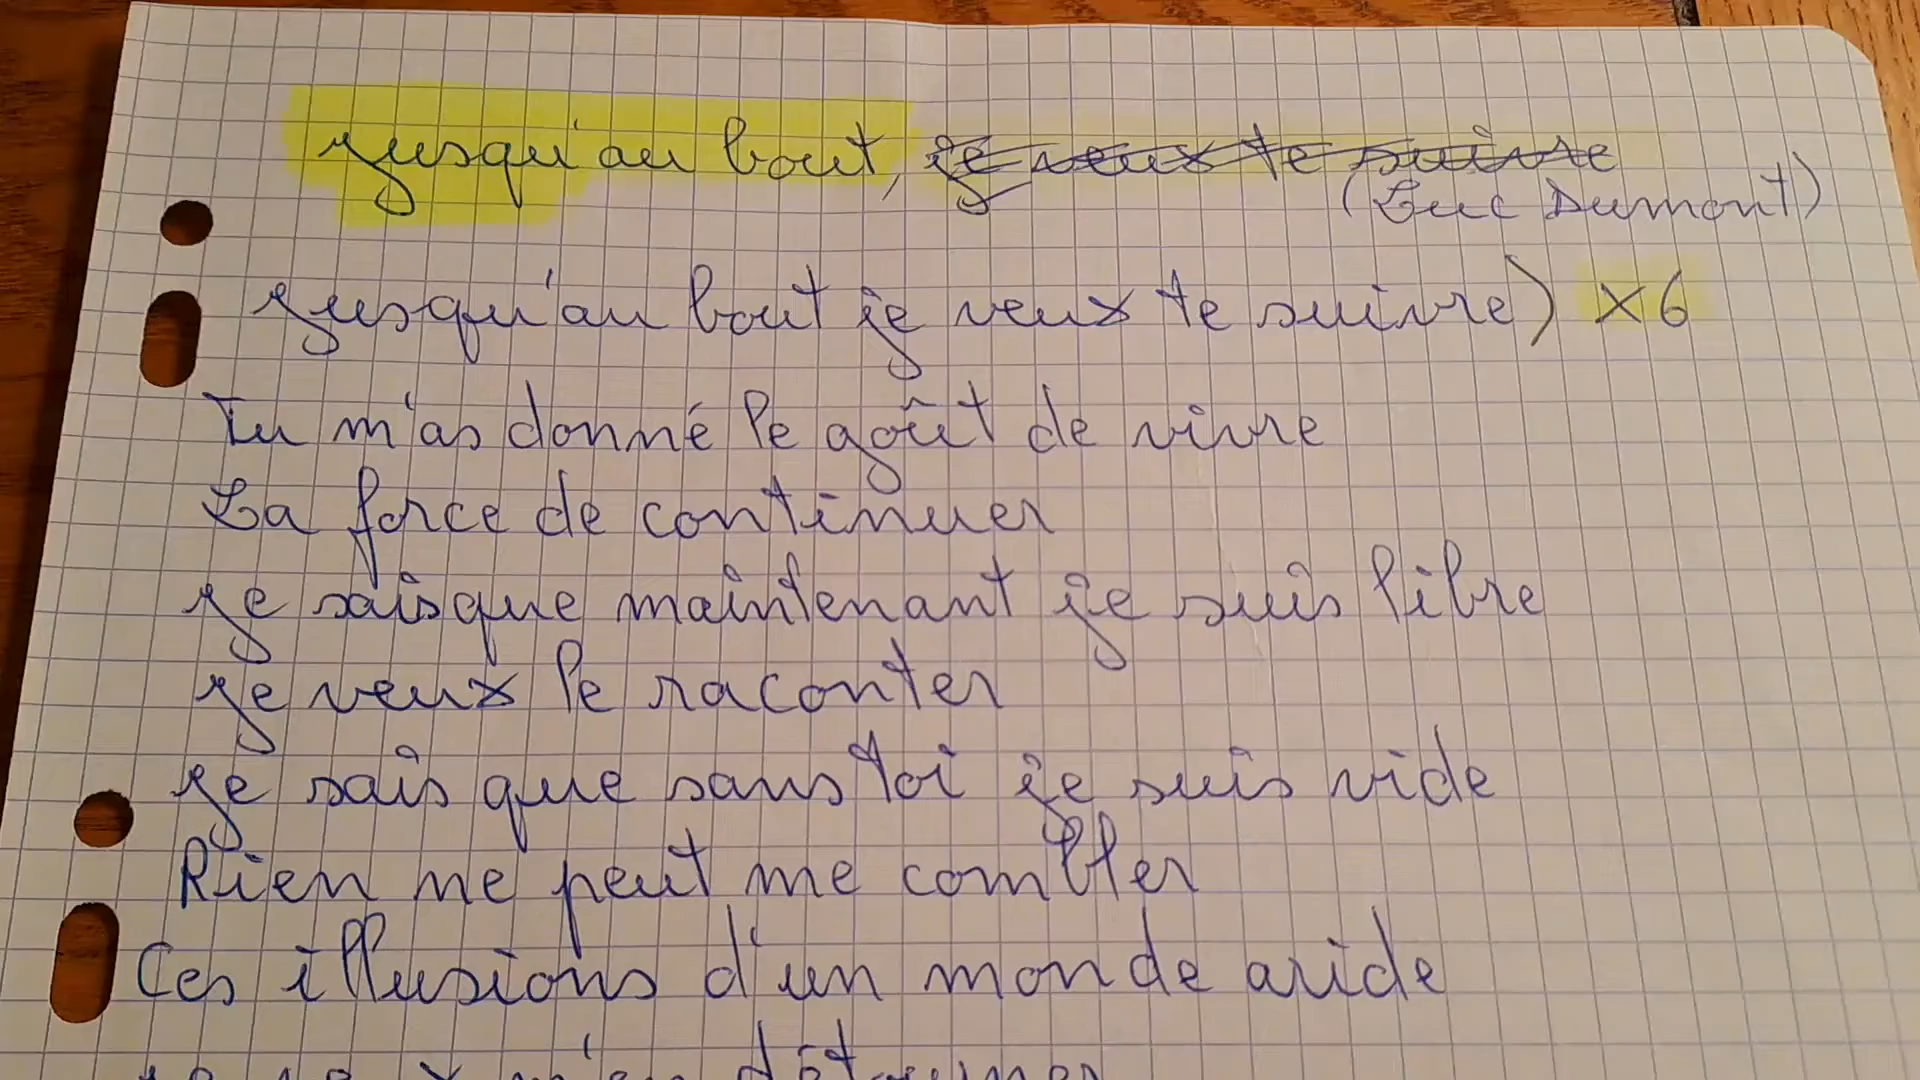 Jusqu'au bout, je veux te suivre
(Luc Dumont)
Jusqu'au bout je veux te suivre) x6
Tu m'as donné le goût de vivre
La force de continuer
Je sais que maintenant je suis libre
Je veux le raconter
Je sais que sans toi je suis vide
Rien ne peut me combler
Ces illusions d'un monde aride
m'en détourner